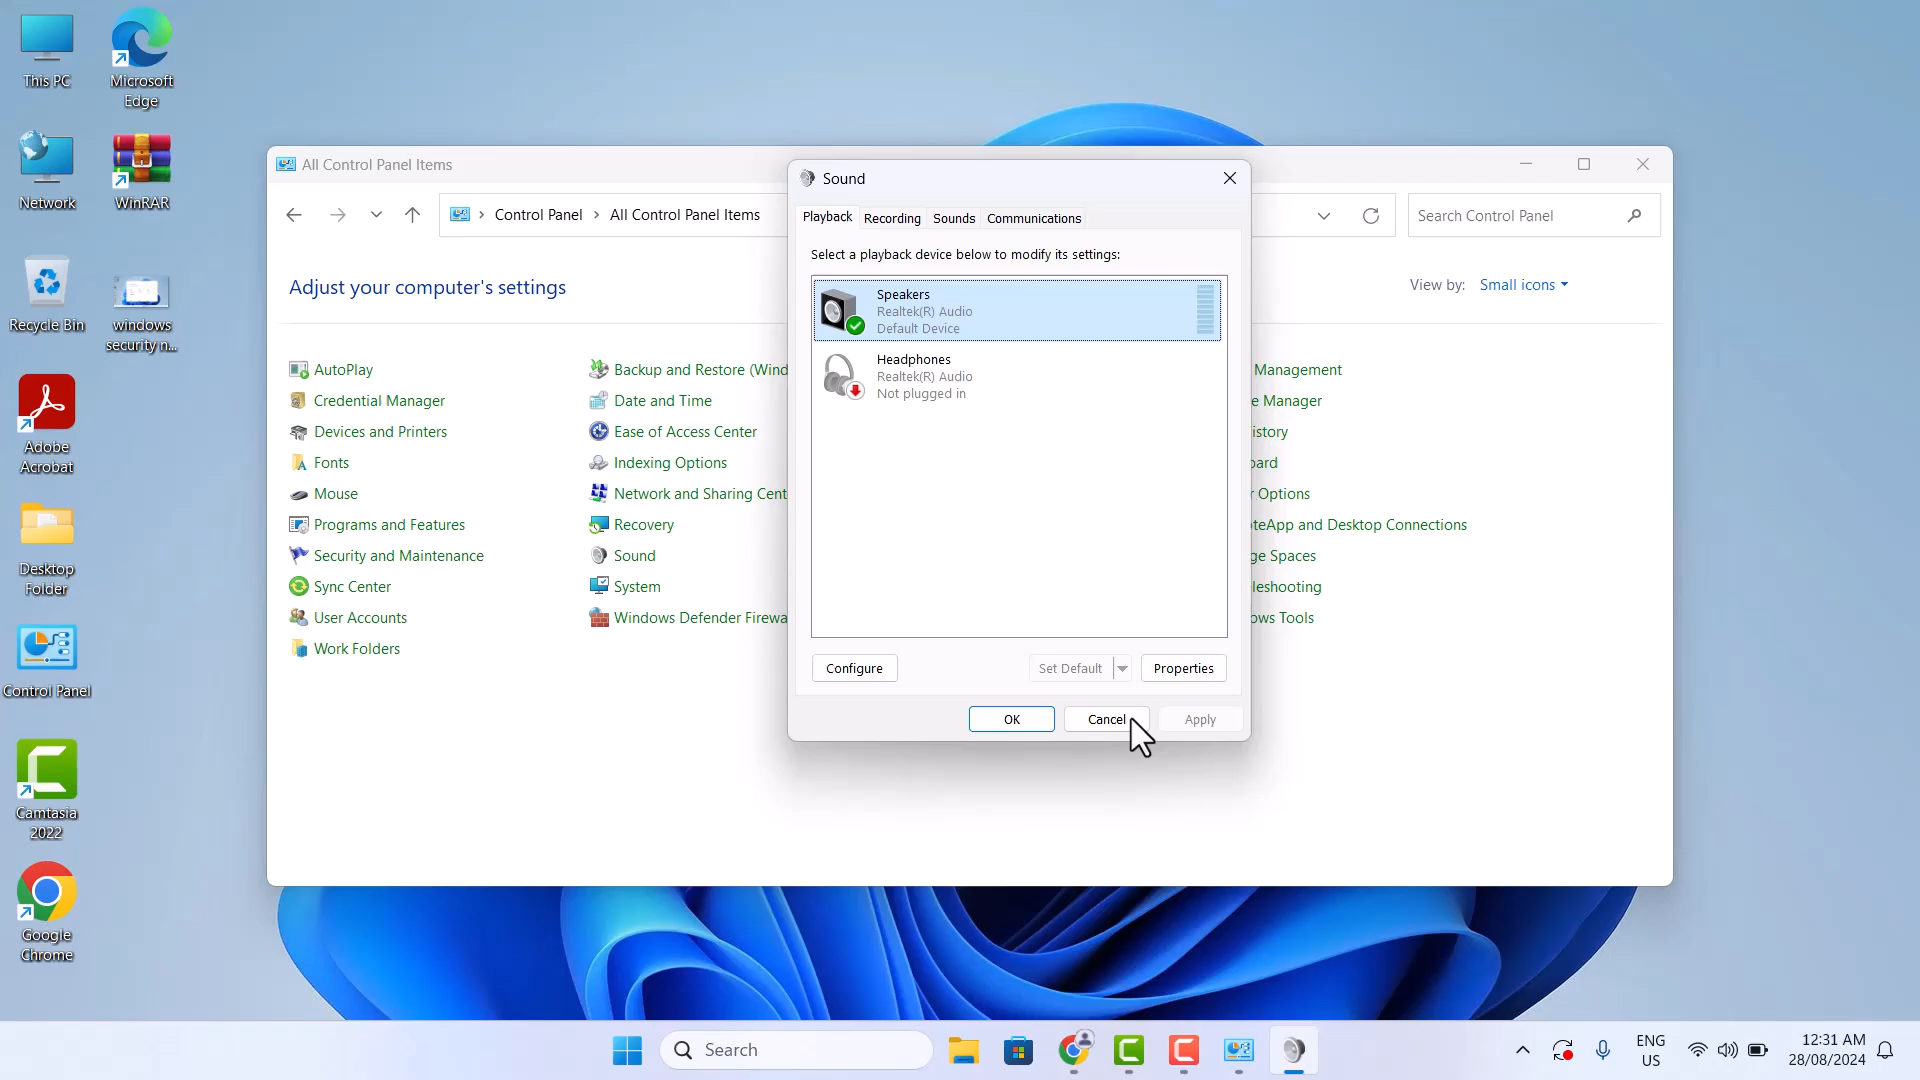 This PC
Microsoft
Edge
Network
WinRAR
Recycle Bin
windows
security n...
Adobe
Acrobat
Desktop
Folder
Control Panel
Camtasia
2022
Google
Chrome
All Control Panel Items
Control Panel
All Control Panel Items
Search Control Panel
Adjust your computer's settings
View by: Small icons
AutoPlay
Credential Manager
Devices and Printers
Fonts
Mouse
Programs and Features
Security and Maintenance
Sync Center
User Accounts
Work Folders
Backup and Restore (Wind
Date and Time
Ease of Access Center
Indexing Options
Network and Sharing Cent
Recovery
Sound
System
Windows Defender Firewa
Management
e Manager
istory
oard
r Options
teApp and Desktop Connections
ge Spaces
leshooting
ows Tools
Sound
Playback Recording Sounds Communications
Select a playback device below to modify its settings:
Speakers
Realtek(R) Audio
Default Device
Headphones
Realtek(R) Audio
Not plugged in
Configure Set Default Properties
OK Cancel Apply
Search
ENG
US
12:31 AM
28/08/2024